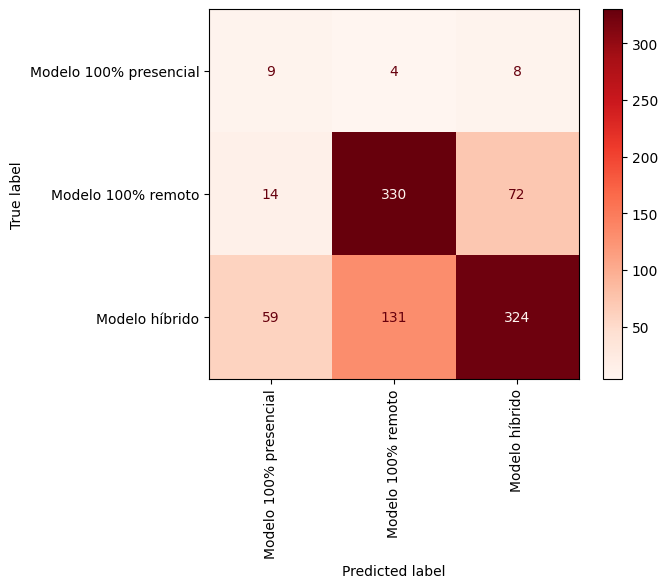 Modelo 100% presencial
9 4 8
Modelo 100% remoto
14 330 72
Modelo híbrido
59 131 324
True label
Modelo 100% presencial
Modelo 100% remoto
Modelo híbrido
Predicted label
300
250
200
150
100
50